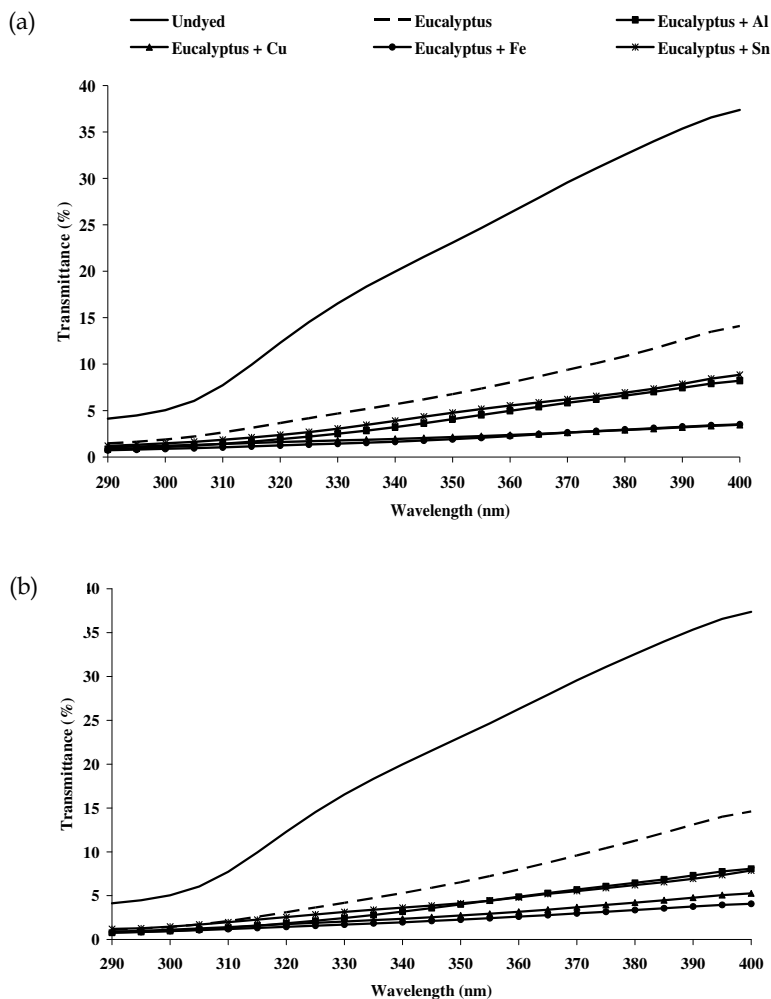 (a)
Undyed Eucalyptus Eucalyptus + Al
Eucalyptus + Cu Eucalyptus + Fe Eucalyptus + Sn
40
35
30
25
20
15
10
5
0
Transmittance (%)
290 300 310 320 330 340 350 360 370 380 390 400
Wavelength (nm)
(b)
40
35
30
25
20
15
10
5
0
Transmittance (%)
290 300 310 320 330 340 350 360 370 380 390 400
Wavelength (nm)